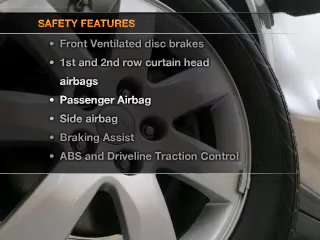 SAFETY FEATURES
• Front Ventilated disc brakes
• 1st and 2nd row curtain head
airbags
• Passenger Airbag
• Side airbag
• Braking Assist
• ABS and Driveline Traction Control